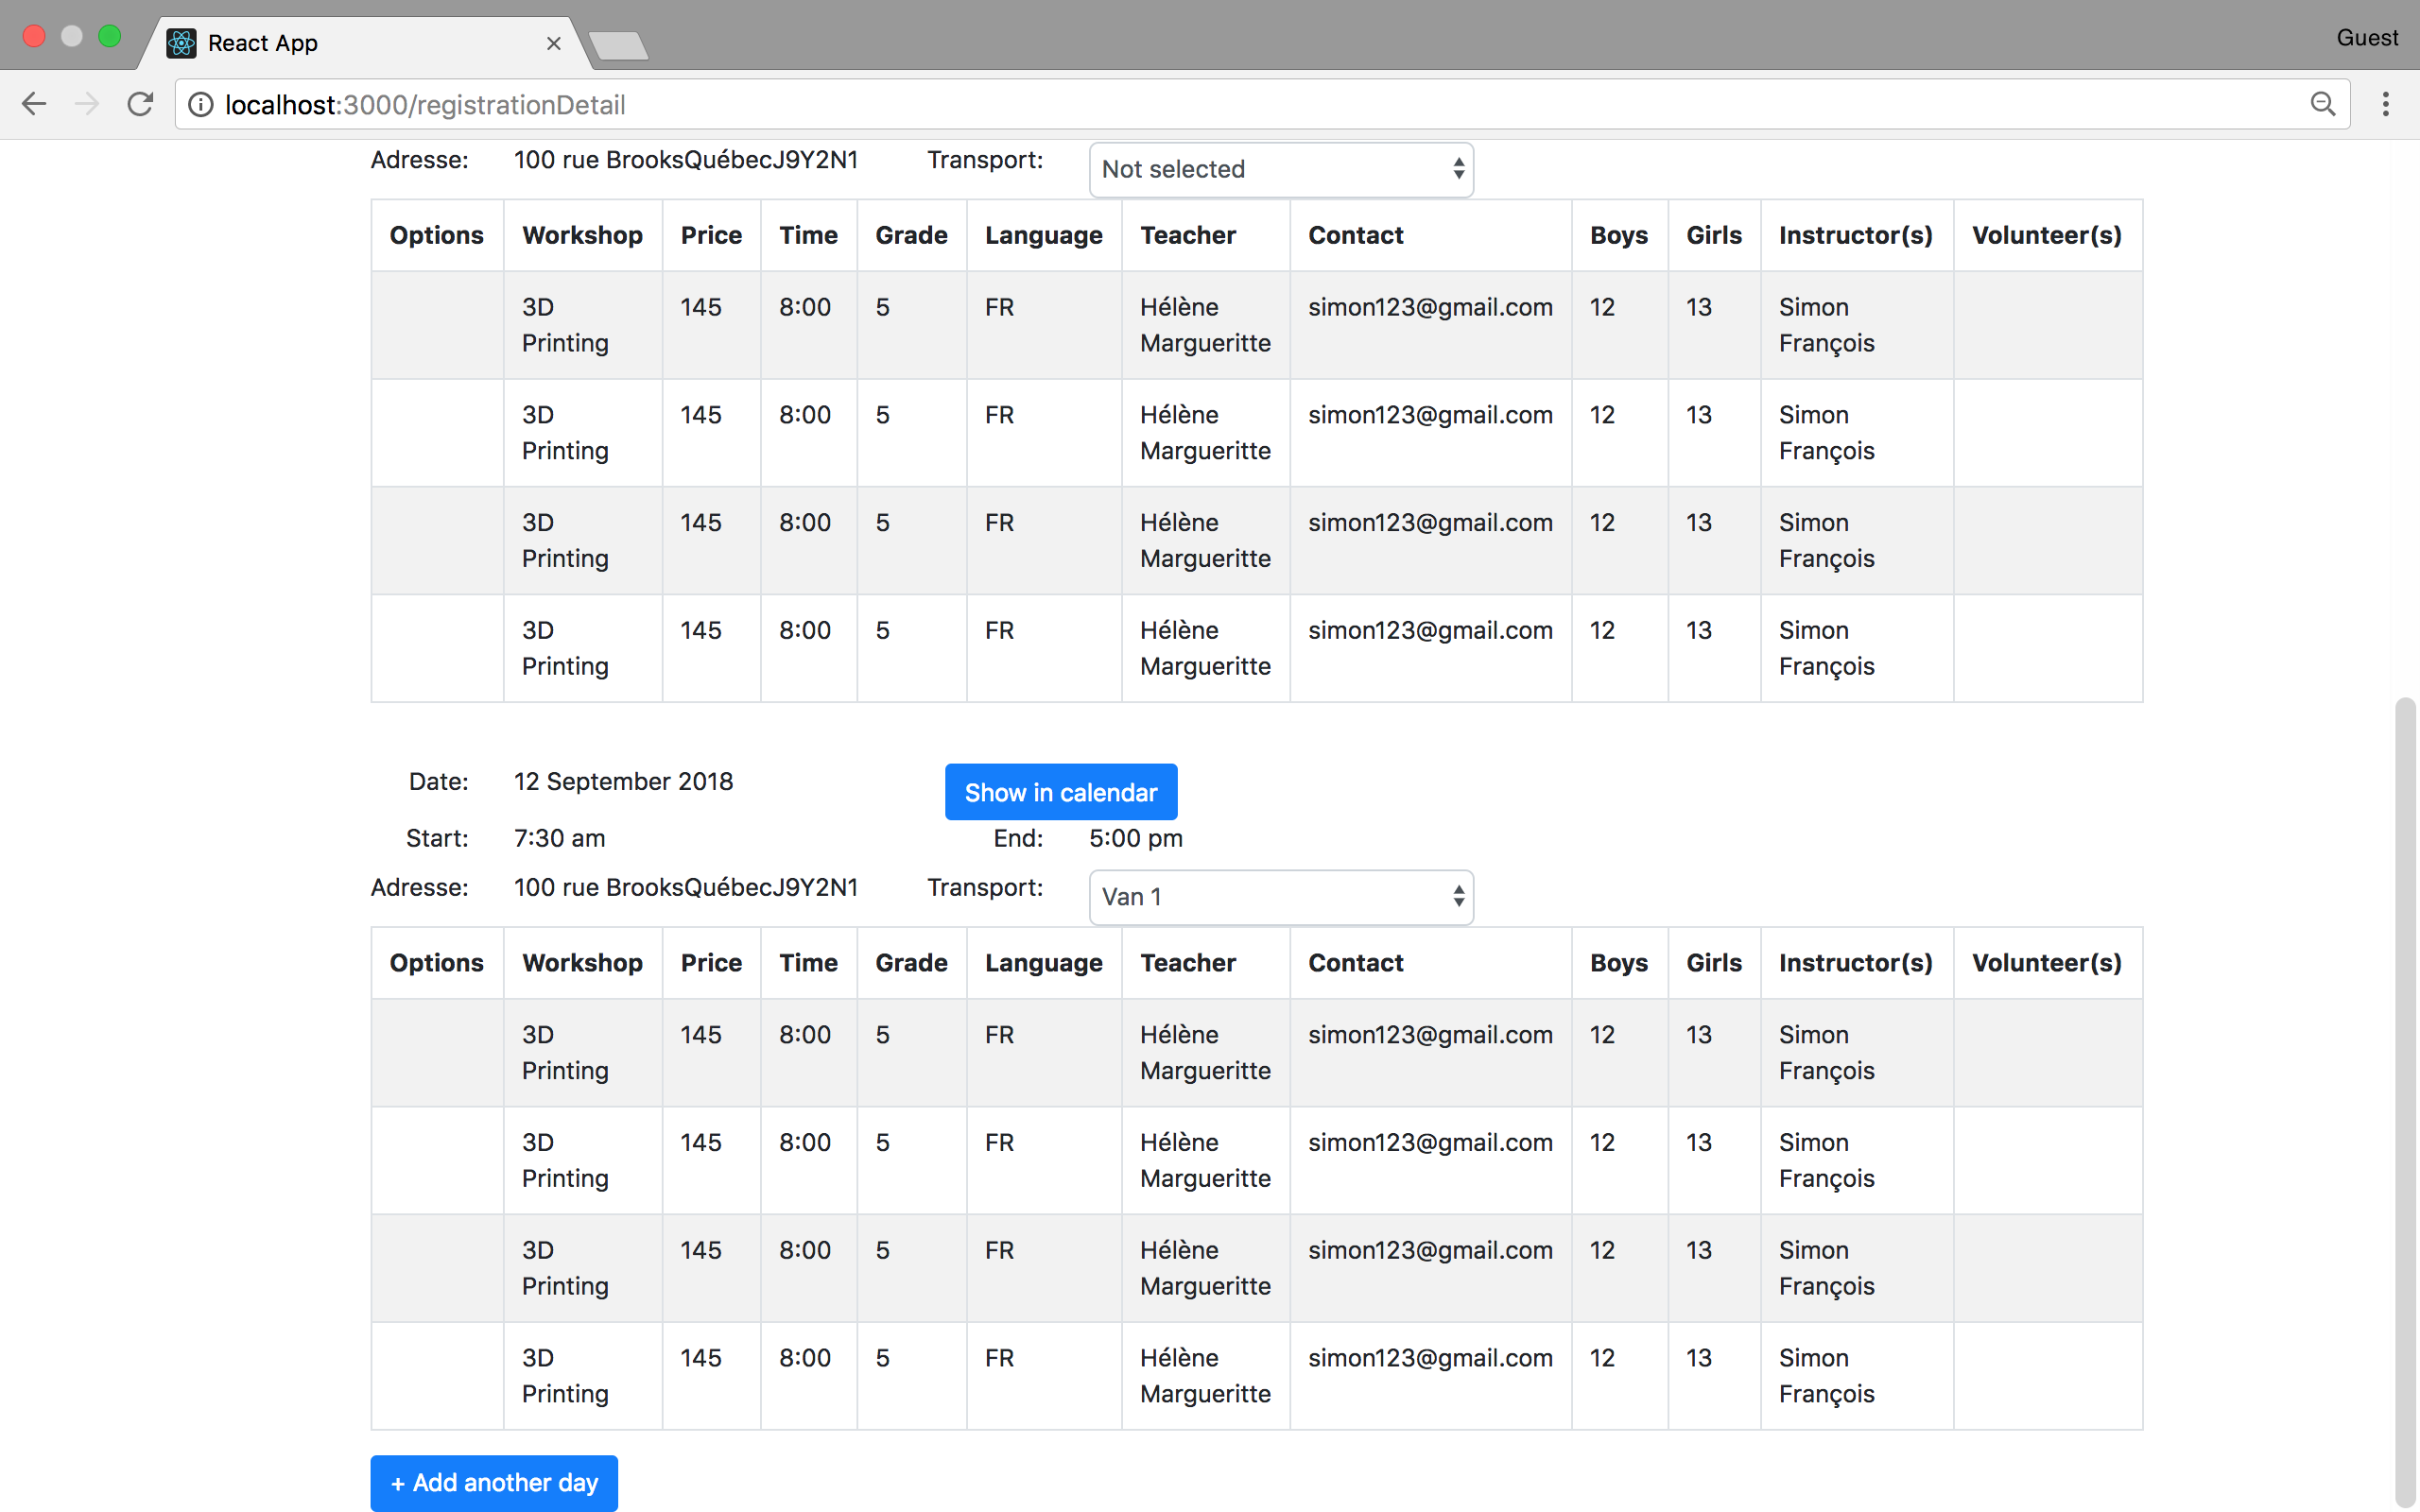 React App
Guest
localhost:3000/registrationDetail
Adresse: 100 rue BrooksQuébecJ9Y2N1 Transport: Not selected
Options Workshop Price Time Grade Language Teacher Contact Boys Girls Instructor(s) Volunteer(s)
3D 145 8:00 5 FR Hélène simon123@gmail.com 12 13 Simon
Printing Margueritte François
3D 145 8:00 5 FR Hélène simon123@gmail.com 12 13 Simon
Printing Margueritte François
3D 145 8:00 5 FR Hélène simon123@gmail.com 12 13 Simon
Printing Margueritte François
3D 145 8:00 5 FR Hélène simon123@gmail.com 12 13 Simon
Printing Margueritte François
Date: 12 September 2018 Show in calendar
Start: 7:30 am End: 5:00 pm
Adresse: 100 rue BrooksQuébecJ9Y2N1 Transport: Van 1
Options Workshop Price Time Grade Language Teacher Contact Boys Girls Instructor(s) Volunteer(s)
3D 145 8:00 5 FR Hélène simon123@gmail.com 12 13 Simon
Printing Margueritte François
3D 145 8:00 5 FR Hélène simon123@gmail.com 12 13 Simon
Printing Margueritte François
3D 145 8:00 5 FR Hélène simon123@gmail.com 12 13 Simon
Printing Margueritte François
3D 145 8:00 5 FR Hélène simon123@gmail.com 12 13 Simon
Printing Margueritte François
+ Add another day